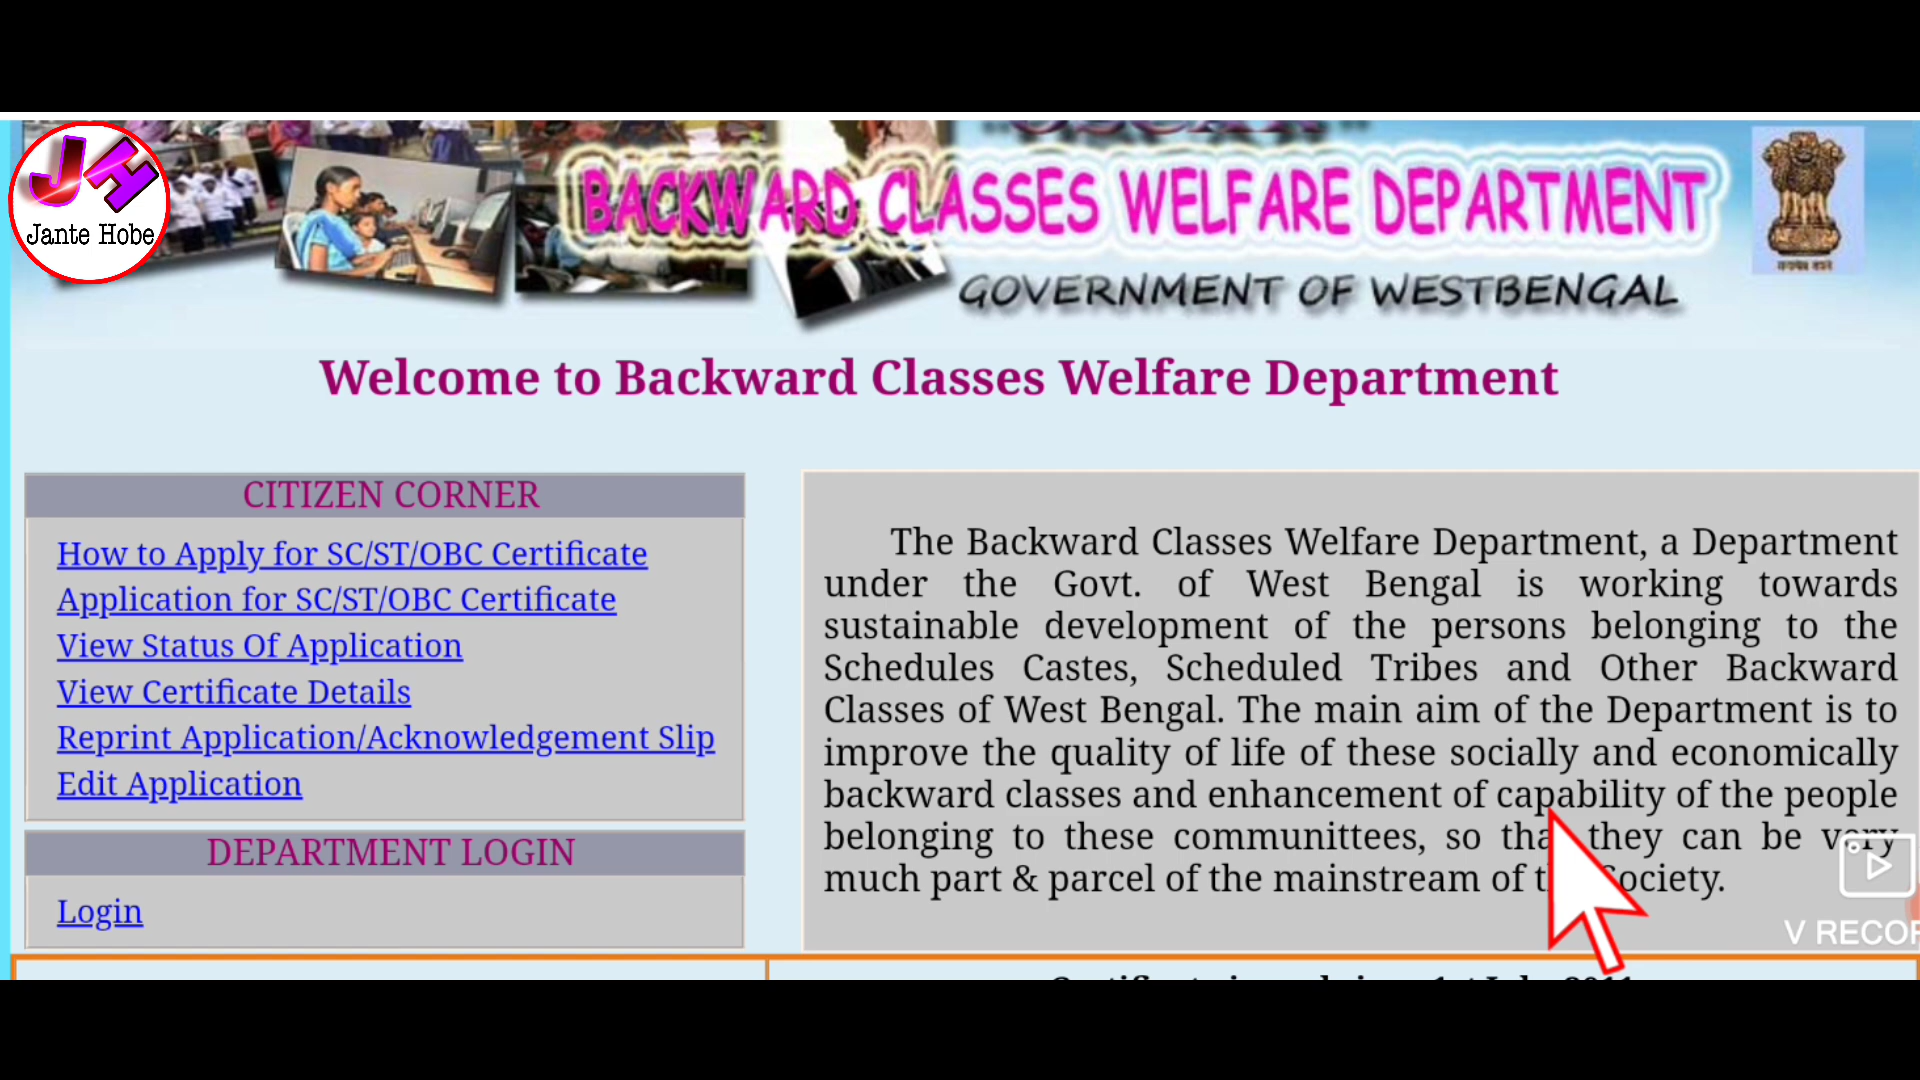 JH
Jante Hobe
BACKWARD CLASSES WELFARE DEPARTMENT
GOVERNMENT OF WESTBENGAL
Welcome to Backward Classes Welfare Department
CITIZEN CORNER
How to Apply for SC/ST/OBC Certificate
Application for SC/ST/OBC Certificate
View Status Of Application
View Certificate Details
Reprint Application/Acknowledgement Slip
Edit Application
DEPARTMENT LOGIN
Login
The Backward Classes Welfare Department, a Department
under the Govt. of West Bengal is working towards
sustainable development of the persons belonging to the
Schedules Castes, Scheduled Tribes and Other Backward
Classes of West Bengal. The main aim of the Department is to
improve the quality of life of these socially and economically
backward classes and enhancement of capability of the people
belonging to these communittees, so that they can be very
much part & parcel of the mainstream of the Society.
V RECOR